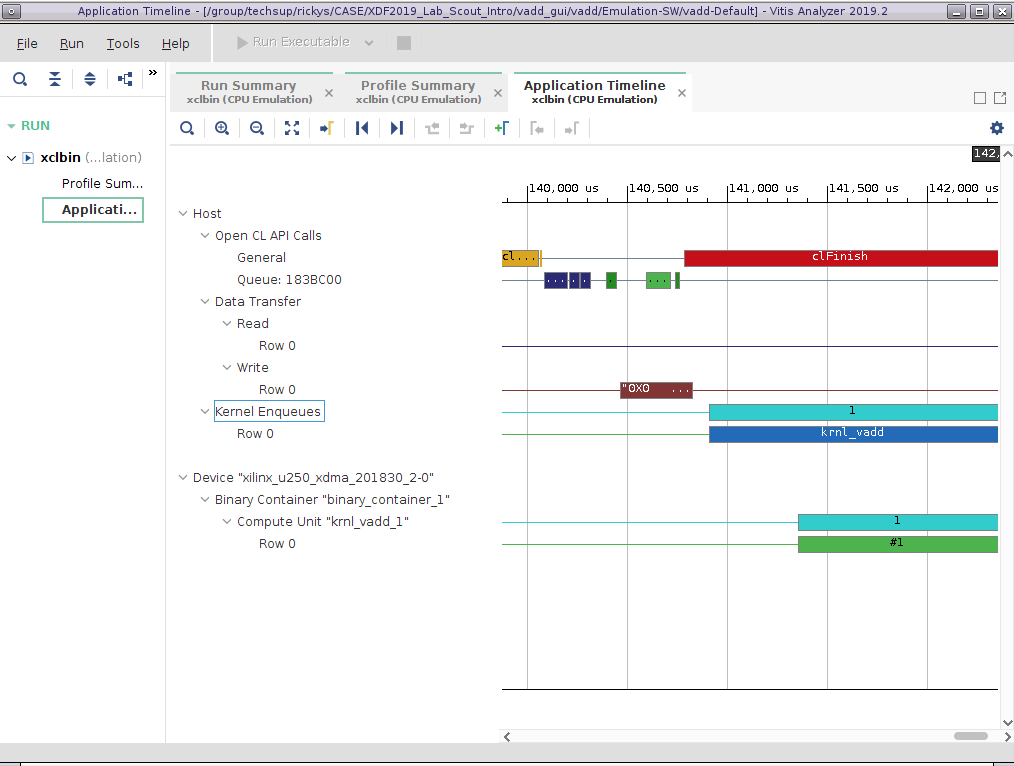 Application Timeline - [/group/techsup/rickys/CASE/XDF2019_Lab_Scout_Intro/vadd_gui/vadd/Emulation-SW/vadd-Default] - Vitis Analyzer 2019.2
File Run Tools Help Run Executable
»
Run Summary Profile Summary Application Timeline
xclbin (CPU Emulation) xclbin (CPU Emulation) xclbin (CPU Emulation)
RUN
xclbin (...lation)
Profile Sum...
Applicati...
142,
140,000 us 140,500 us 141,000 us 141,500 us 142,000 us
Host
Open CL API Calls
General cl... clFinish
Queue: 183BC00 ... . . . ...
Data Transfer
Read
Row 0
Write
Row 0 "0X0 ...
Kernel Enqueues 1
Row 0 krnl_vadd
Device "xilinx_u250_xdma_201830_2-0"
Binary Container "binary_container_1"
Compute Unit "krnl_vadd_1" 1
Row 0 #1